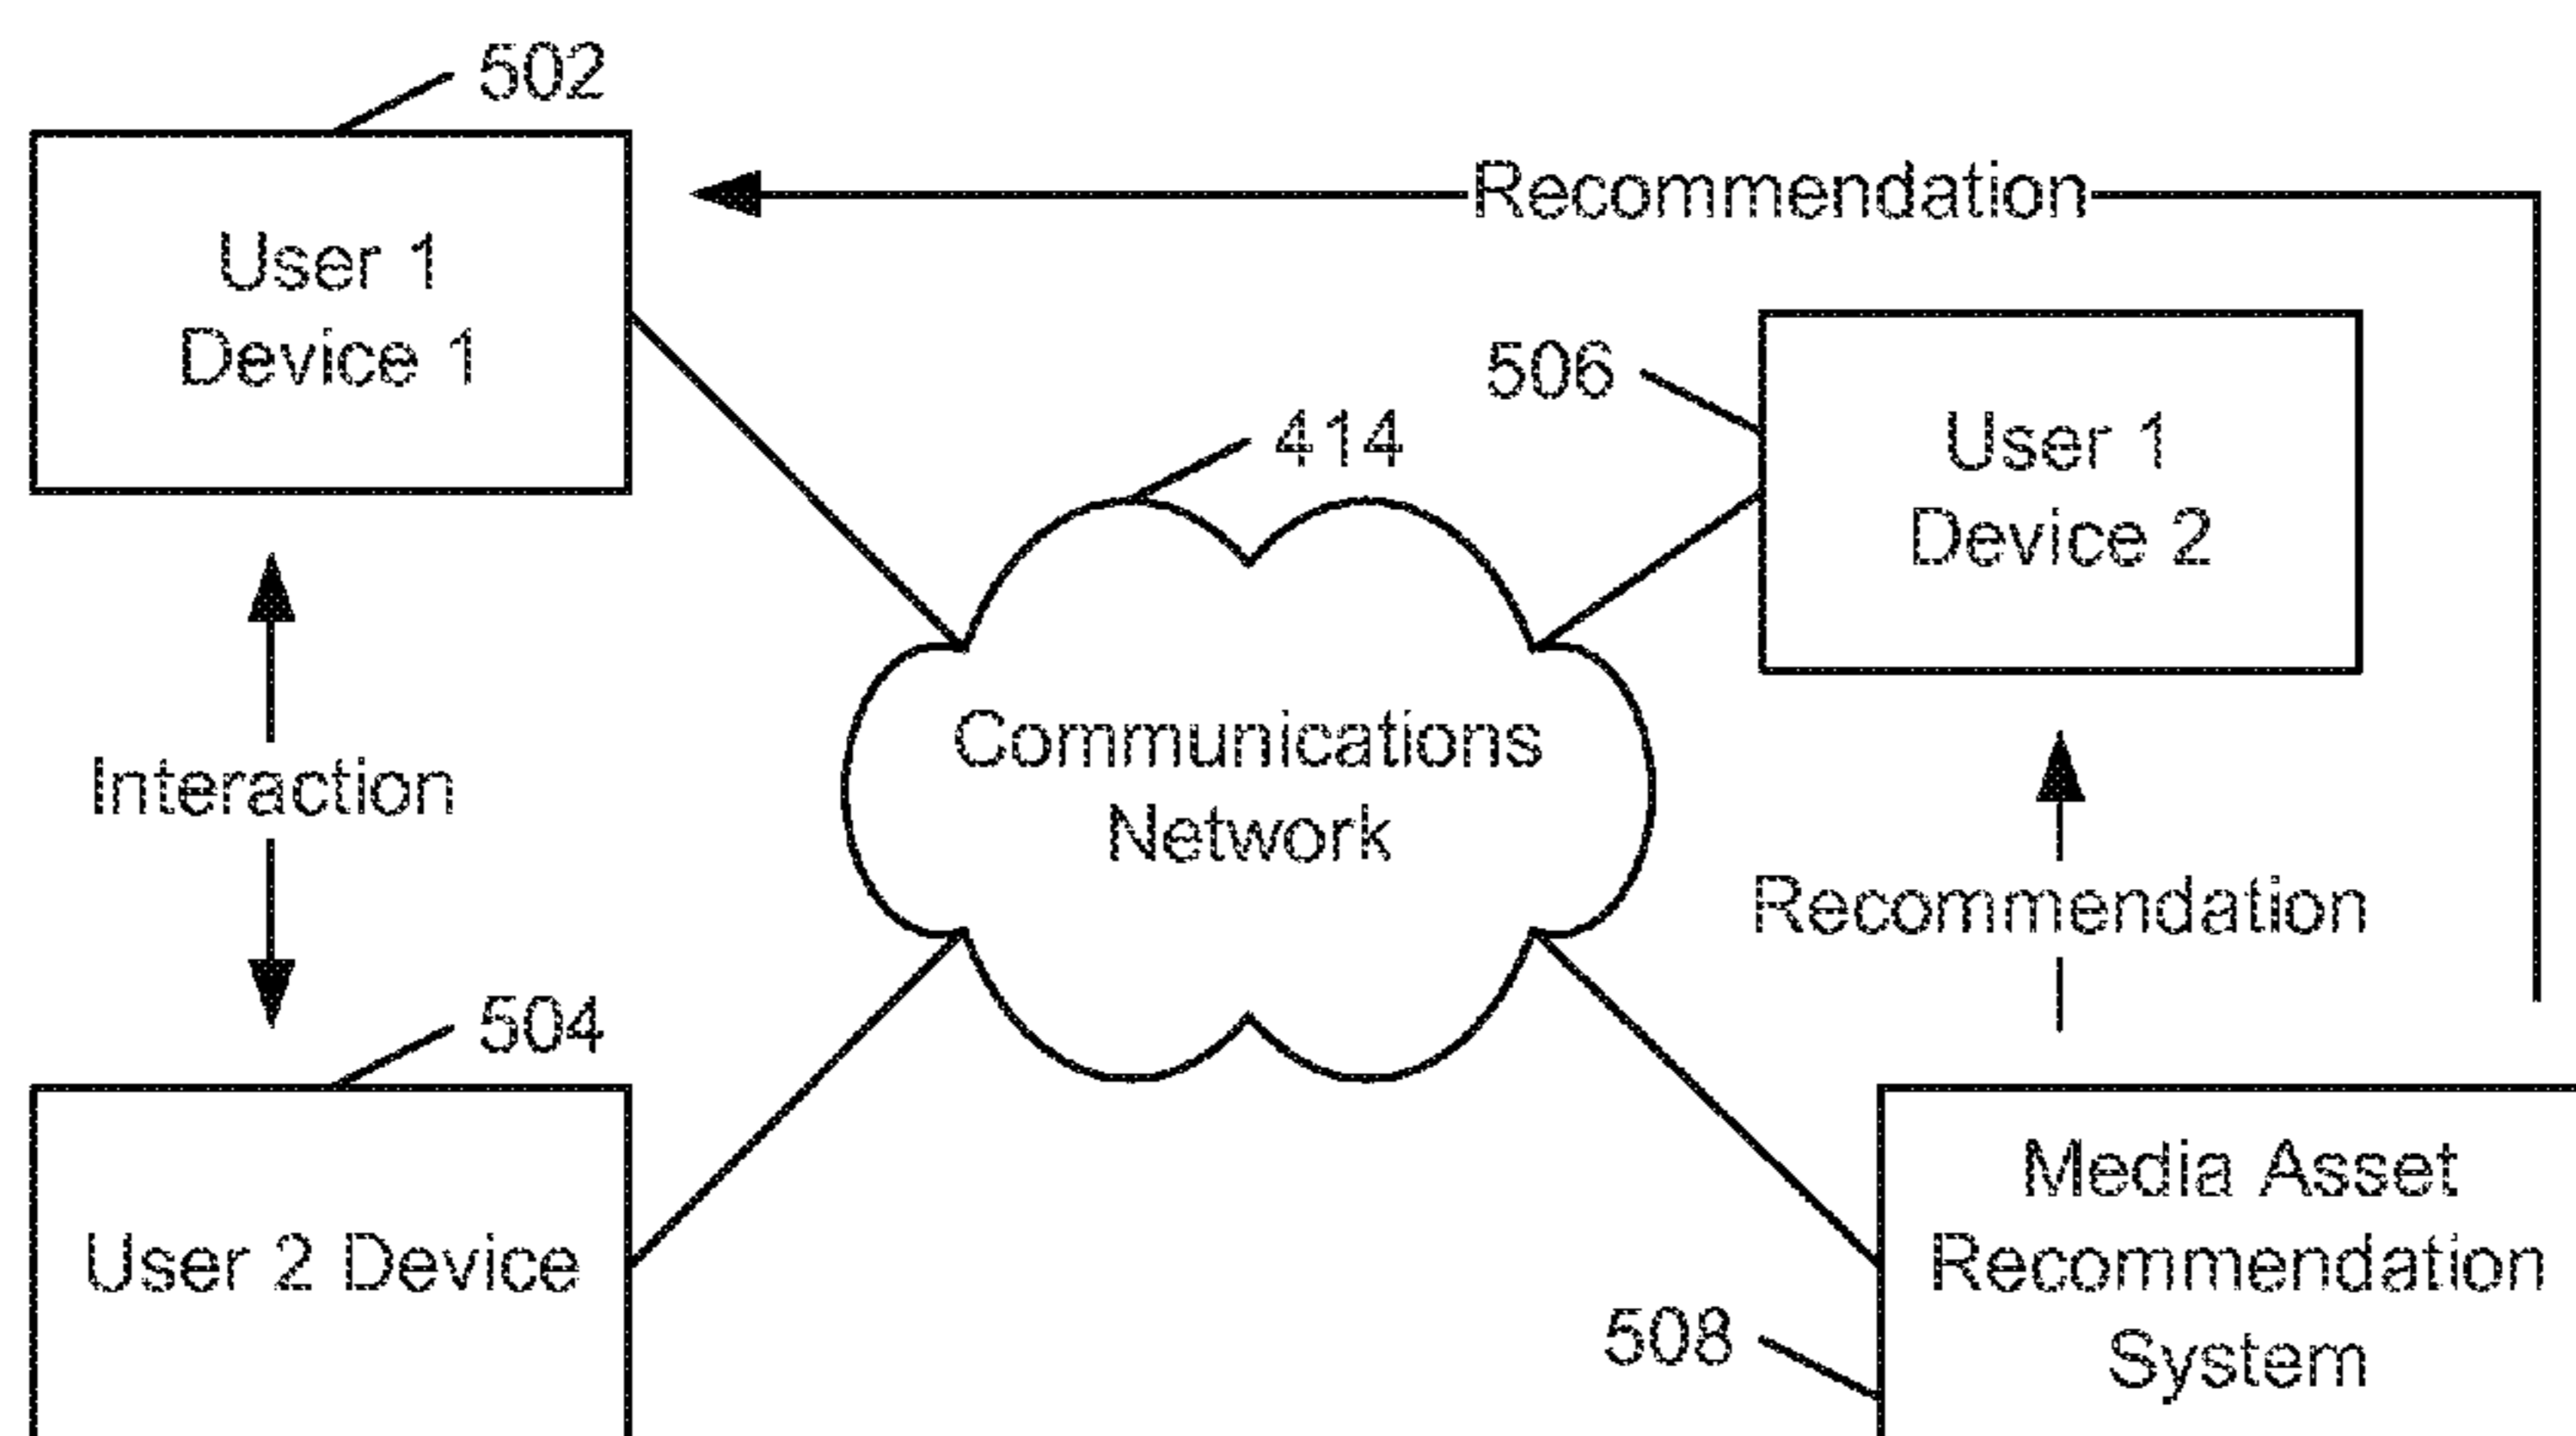 502
Recommendation
User 1
Device 1
506
User 1
Device 2
414
Communications
Network
Interaction
Recommendation
504
User 2 Device
Media Asset
Recommendation
System
508